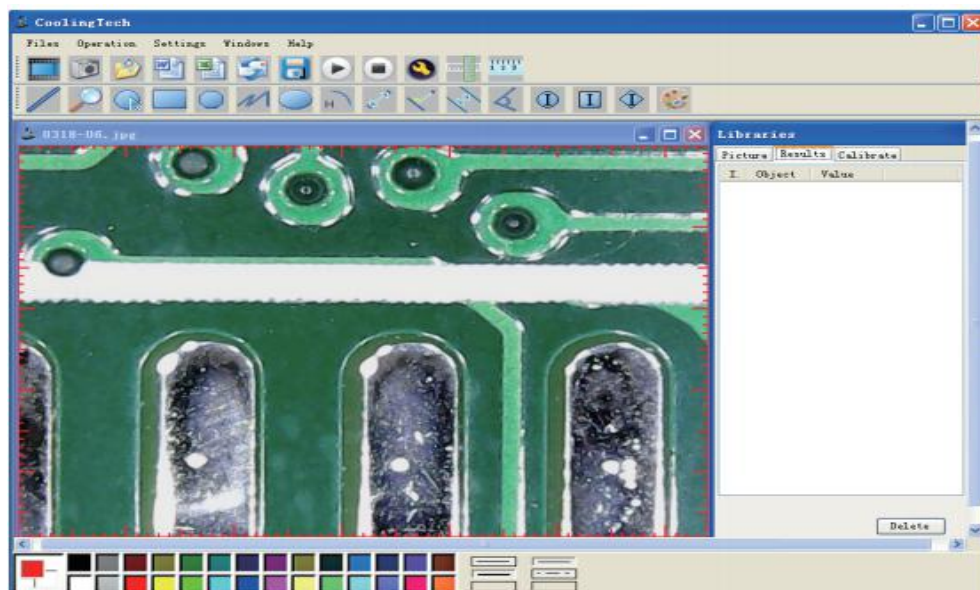 CoolingTech
Files Operation Settings Windows Help
0318-06.jpg
Libraries
Picture Results Calibrate
I. Object Value
Delete